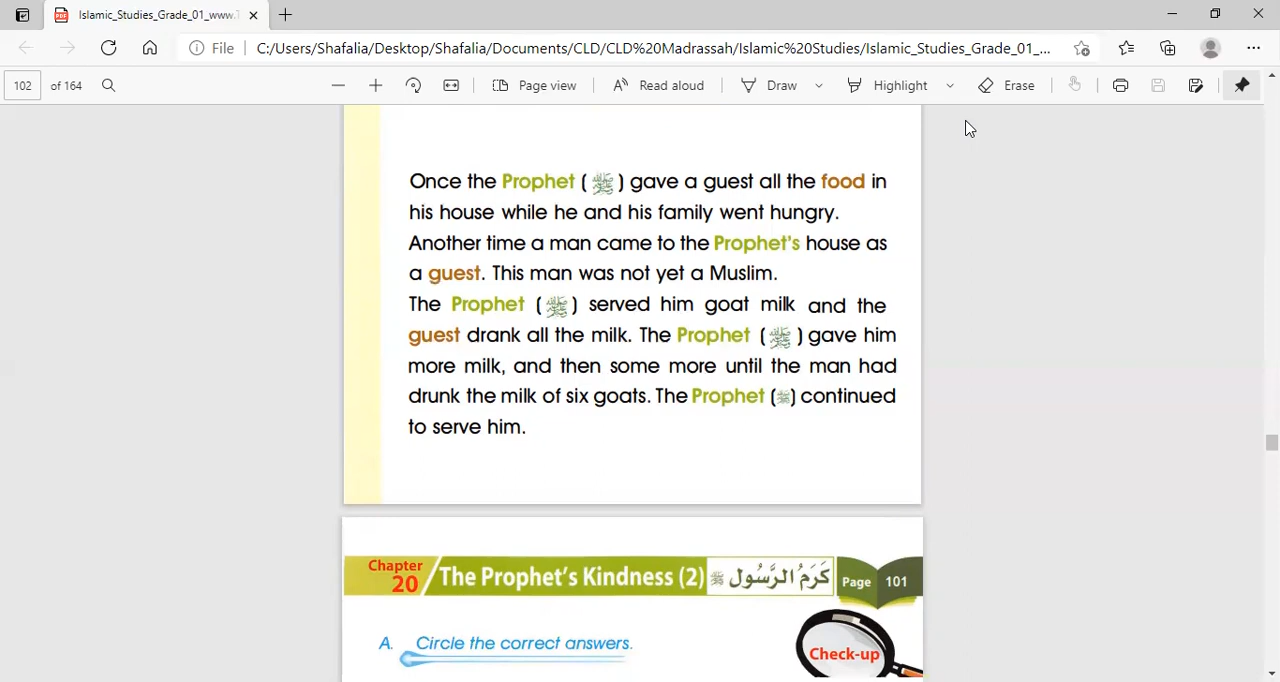 Islamic_Studies_Grade_01_www.
File C:/Users/Shafalia/Desktop/Shafalia/Documents/CLD/CLD%20Madrassah/Islamic%20Studies/Islamic_Studies_Grade_01_...
102 of 164 Page view Read aloud Draw Highlight Erase
Once the Prophet (ﷺ) gave a guest all the food in
his house while he and his family went hungry.
Another time a man came to the Prophet's house as
a guest. This man was not yet a Muslim.
The Prophet (ﷺ) served him goat milk and the
guest drank all the milk. The Prophet (ﷺ) gave him
more milk, and then some more until the man had
drunk the milk of six goats. The Prophet (ﷺ) continued
to serve him.
Chapter 20 The Prophet's Kindness (2) كَرَمُ الرَّسُول ﷺ Page 101
A. Circle the correct answers.
Check-up